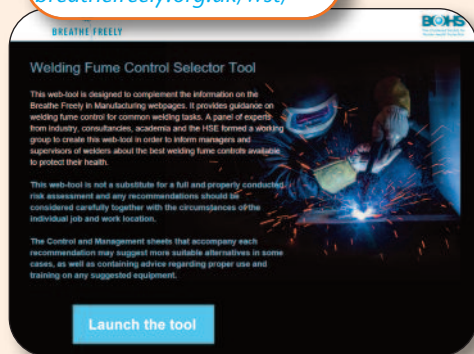 breathefreely.org.uk/wst/
BREATHE FREELY
BOHS
Welding Fume Control Selector Tool
This web-tool is designed to complement the information on the
Breathe Freely in Manufacturing webpages. It provides guidance on
welding fume control for common welding tasks. A panel of experts
from industry, consultancies, academia and the HSE formed a working
group to create this web-tool in order to inform managers and
supervisors of welders about the best welding fume controls available
to protect their health.
This web-tool is not a substitute for a full and properly conducted
risk assessment and any recommendations should be
considered carefully together with the circumstances of the
individual job and work location.
The Control and Management sheets that accompany each
recommendation may suggest more suitable alternatives in some
cases, as well as containing advice regarding proper use and
training on any suggested equipment.
Launch the tool